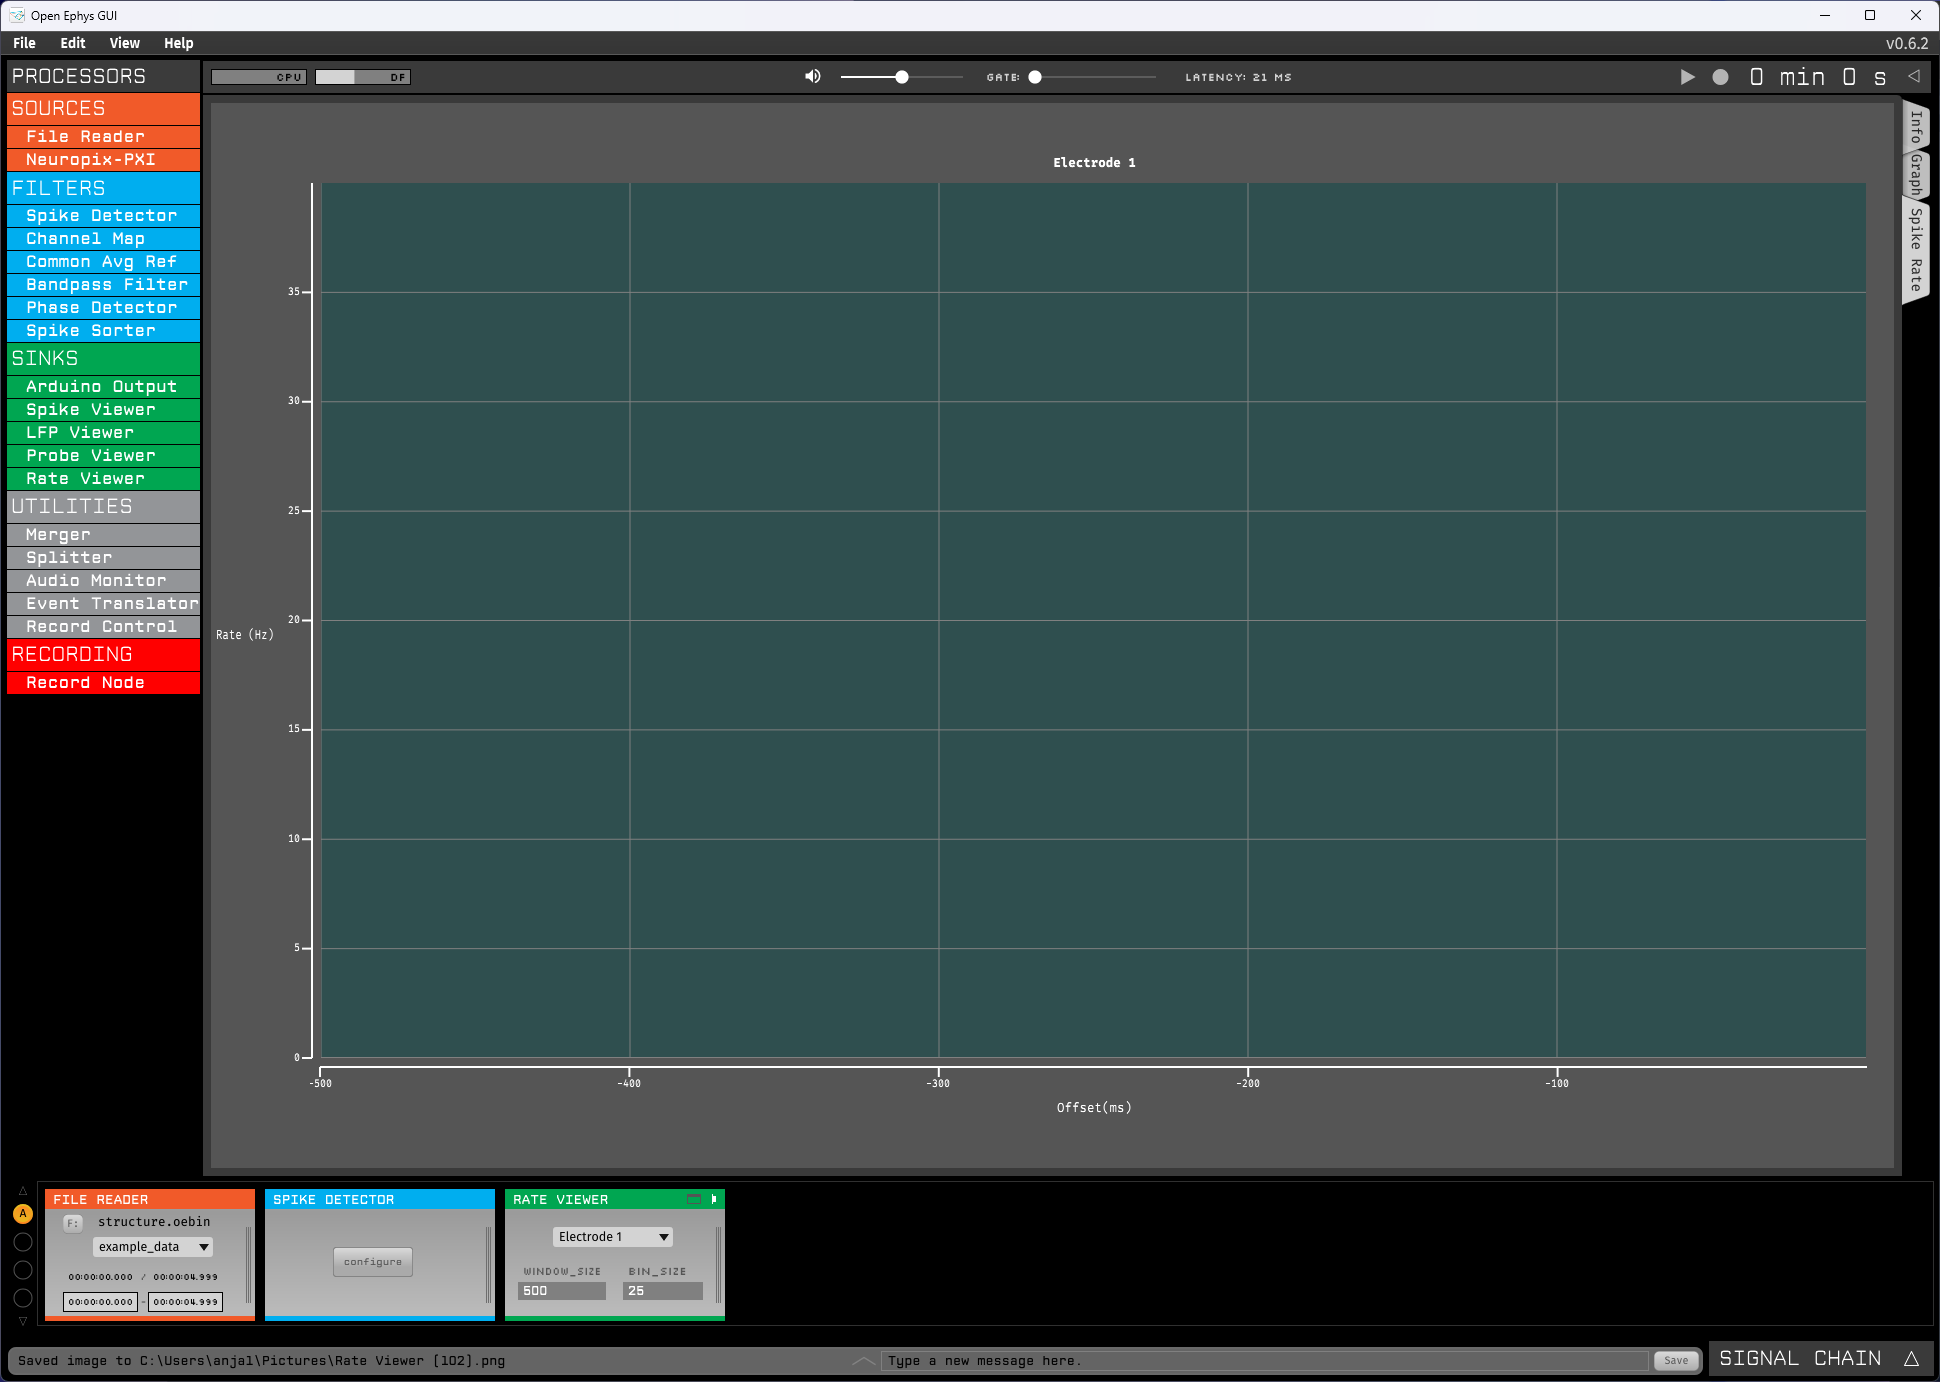 Open Ephys GUI
File Edit View Help
v0.6.2
PROCESSORS
CPU DF
GATE:
LATENCY: 21 MS
0 min 0 s
SOURCES
File Reader
Neuropix-PXI
FILTERS
Spike Detector
Channel Map
Common Avg Ref
Bandpass Filter
Phase Detector
Spike Sorter
SINKS
Arduino Output
Spike Viewer
LFP Viewer
Probe Viewer
Rate Viewer
UTILITIES
Merger
Splitter
Audio Monitor
Event Translator
Record Control
RECORDING
Record Node
Info
Graph
Spike Rate
Electrode 1
35
30
25
20
15
10
5
0
Rate (Hz)
-500 -400 -300 -200 -100
Offset(ms)
A
FILE READER
F: structure.oebin
example_data
00:00:00.000 / 00:00:04.999
00:00:00.000 - 00:00:04.999
SPIKE DETECTOR
configure
RATE VIEWER
Electrode 1
WINDOW_SIZE BIN_SIZE
500 25
Saved image to C:\Users\anjal\Pictures\Rate Viewer [102].png
Type a new message here.
Save
SIGNAL CHAIN